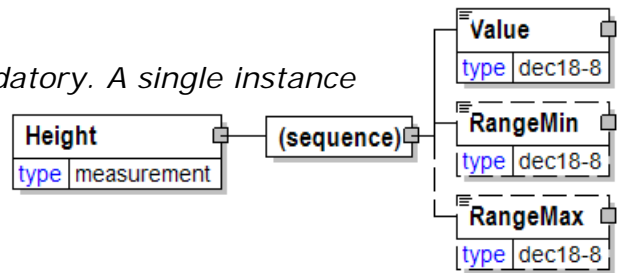 Value
type dec18-8
datory. A single instance
Height
type measurement
(sequence)
RangeMin
type dec18-8
RangeMax
type dec18-8